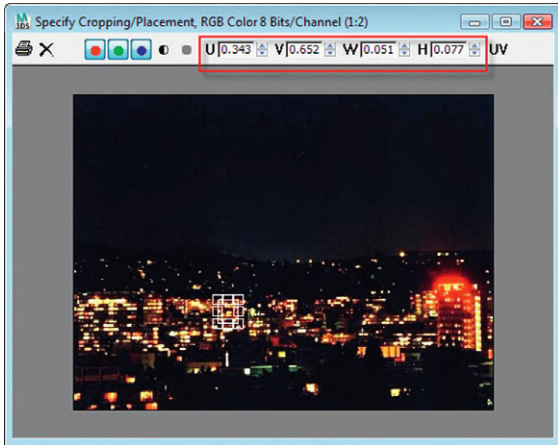 M
3DS
Specify Cropping/Placement, RGB Color 8 Bits/Channel (1:2)
U 0.343 V 0.652 W 0.051 H 0.077 UV